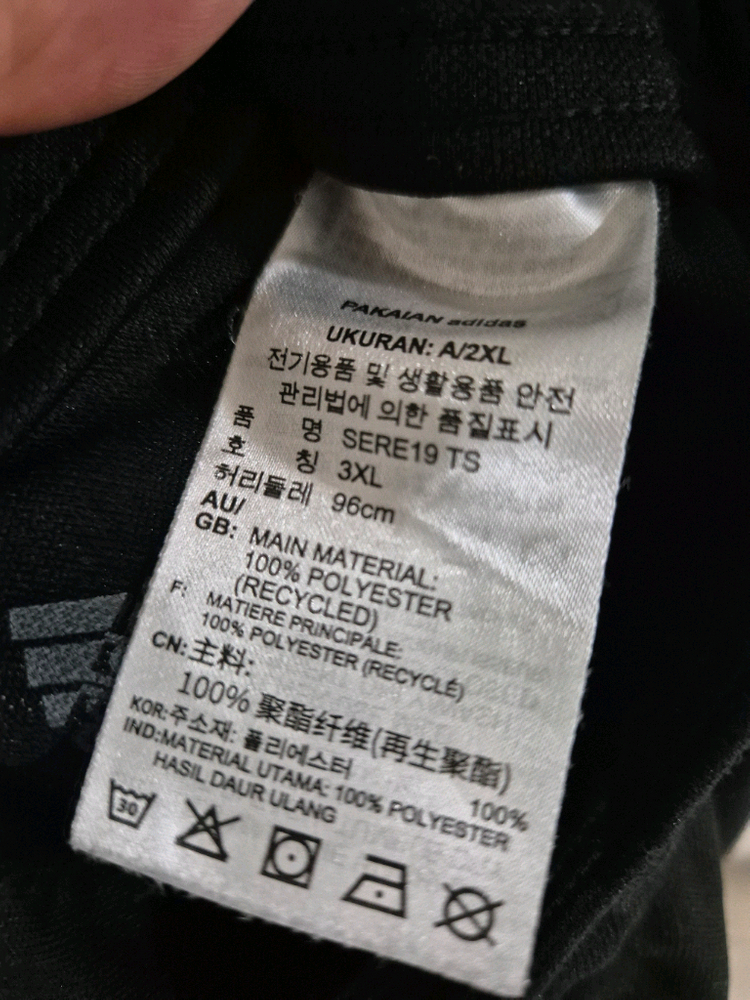 PAKAIAN adidas
UKURAN: A/2XL
전기용품 및 생활용품 안전
관리법에 의한 품질표시
품 명 SERE19 TS
호 칭 3XL
허리둘레 96cm
AU/
GB: MAIN MATERIAL:
100% POLYESTER
(RECYCLED)
F: MATIERE PRINCIPALE:
100% POLYESTER (RECYCLÉ)
CN:主料:
100% 聚酯纤维(再生聚酯)
KOR:주소재: 폴리에스터 100%
IND:MATERIAL UTAMA: 100% POLYESTER
HASIL DAUR ULANG
30